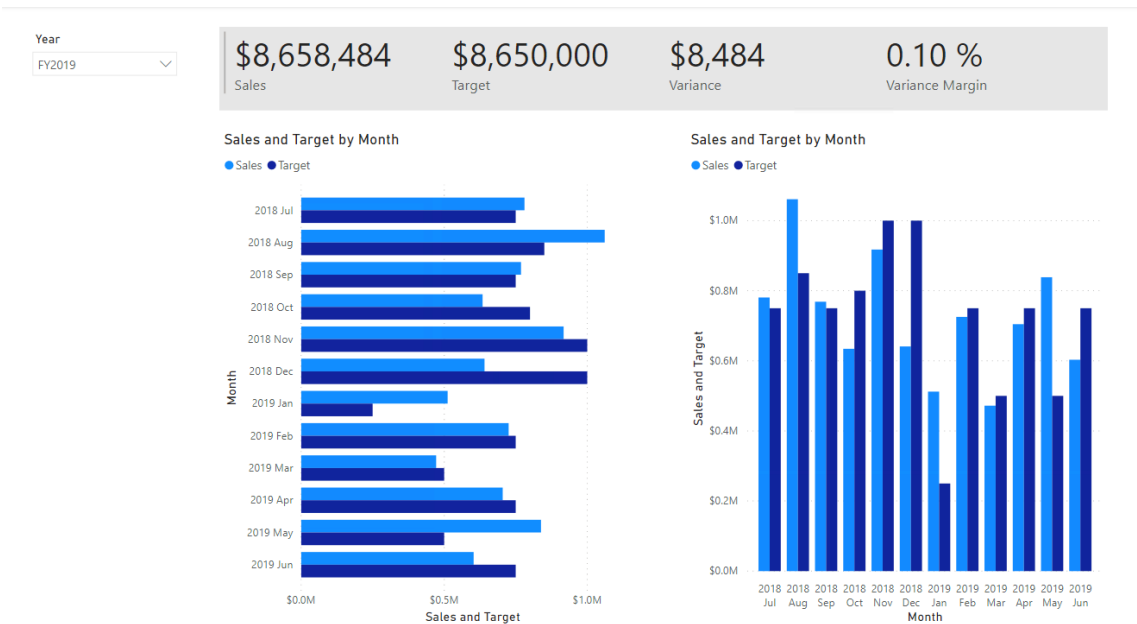 Year
FY2019
$8,658,484
Sales
$8,650,000
Target
$8,484
Variance
0.10 %
Variance Margin
Sales and Target by Month
Sales Target
Month
2018 Jul
2018 Aug
2018 Sep
2018 Oct
2018 Nov
2018 Dec
2019 Jan
2019 Feb
2019 Mar
2019 Apr
2019 May
2019 Jun
$0.0M $0.5M $1.0M
Sales and Target
Sales and Target by Month
Sales Target
Sales and Target
$1.0M
$0.8M
$0.6M
$0.4M
$0.2M
$0.0M
2018 2018 2018 2018 2018 2018 2019 2019 2019 2019 2019 2019
Jul Aug Sep Oct Nov Dec Jan Feb Mar Apr May Jun
Month